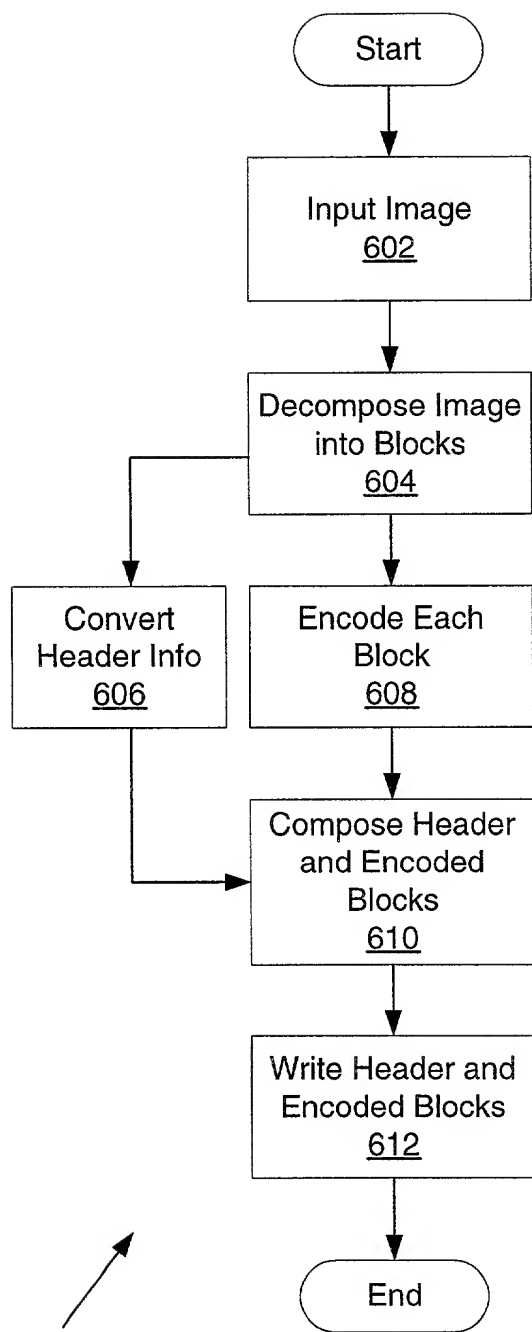 Start
Input Image
602
Decompose Image
into Blocks
604
Convert
Header Info
606
Encode Each
Block
608
Compose Header
and Encoded
Blocks
610
Write Header and
Encoded Blocks
612
End